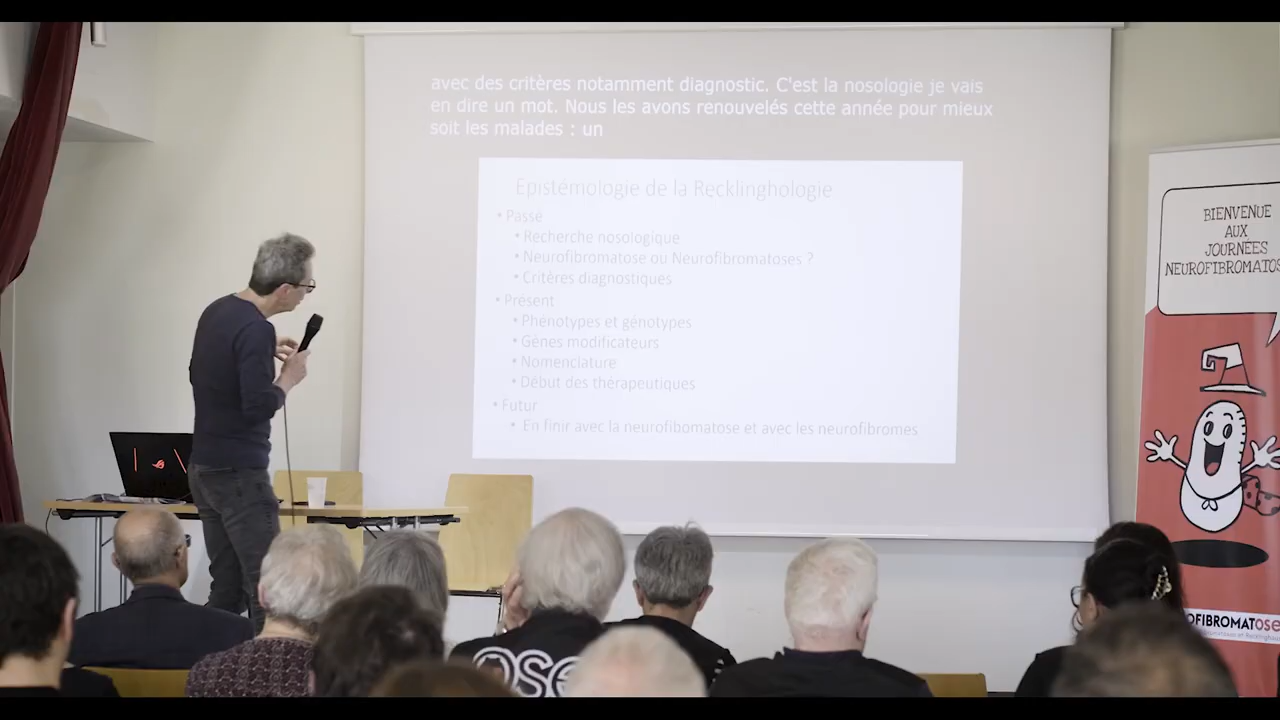 avec des critères notamment diagnostic. C'est la nosologie je vais
en dire un mot. Nous les avons renouvelés cette année pour mieux
soit les malades : un
Epistémologie de la Recklinghologie
• Passé
• Recherche nosologique
• Neurofibromatose ou Neurofibromatoses ?
• Critères diagnostiques
• Présent
• Phénotypes et génotypes
• Gènes modificateurs
• Nomenclature
• Début des thérapeutiques
• Futur
• En finir avec la neurofibomatose et avec les neurofibromes
BIENVENUE
AUX
JOURNÉES
NEUROFIBROMATOS
OFIBROMATOSE
ose